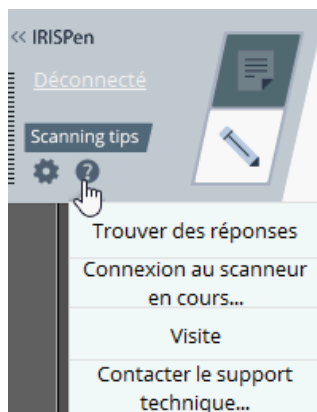 << IRISPen
Déconnecté
Scanning tips
?
Trouver des réponses
Connexion au scanneur
en cours...
Visite
Contacter le support
technique...